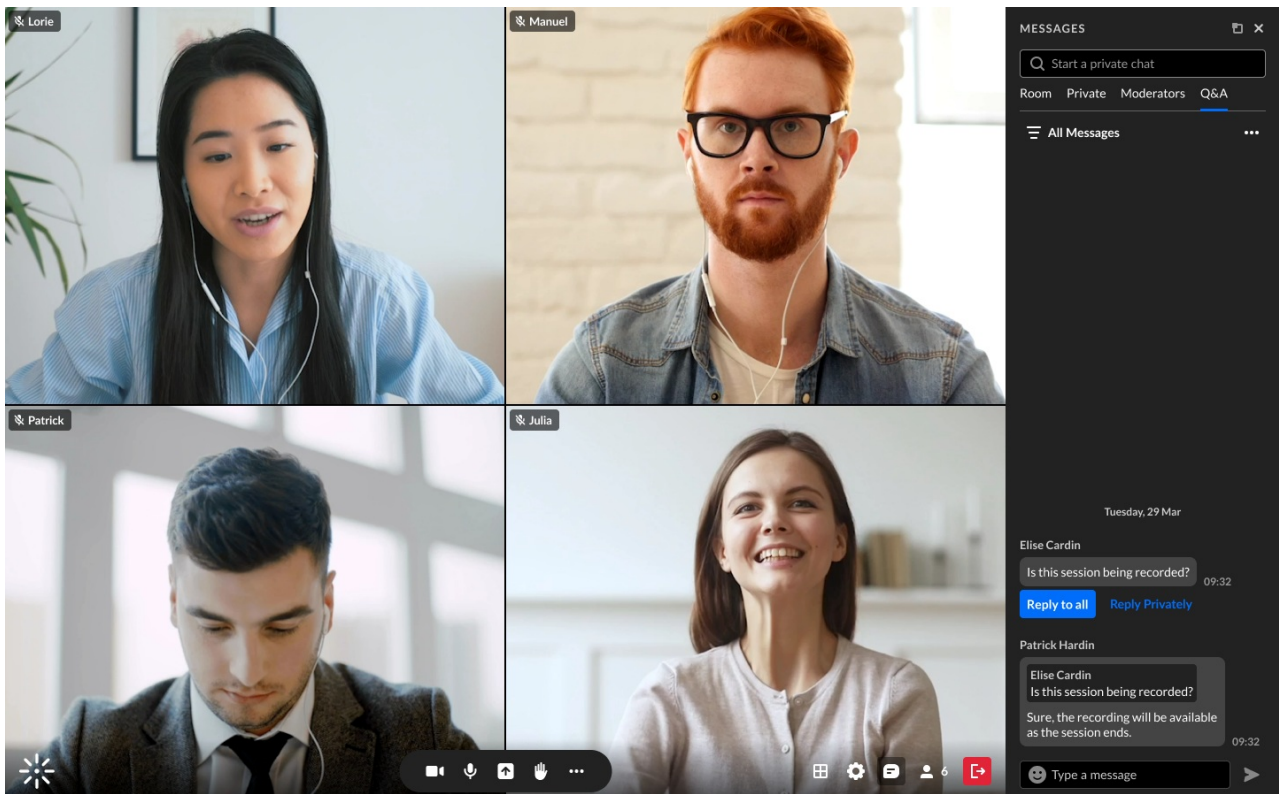 Lorie
Manuel
Patrick
Julia
6
MESSAGES
Start a private chat
Room Private Moderators Q&A
All Messages
Tuesday, 29 Mar
Elise Cardin
Is this session being recorded?
09:32
Reply to all Reply Privately
Patrick Hardin
Elise Cardin
Is this session being recorded?
Sure, the recording will be available
as the session ends.
09:32
Type a message